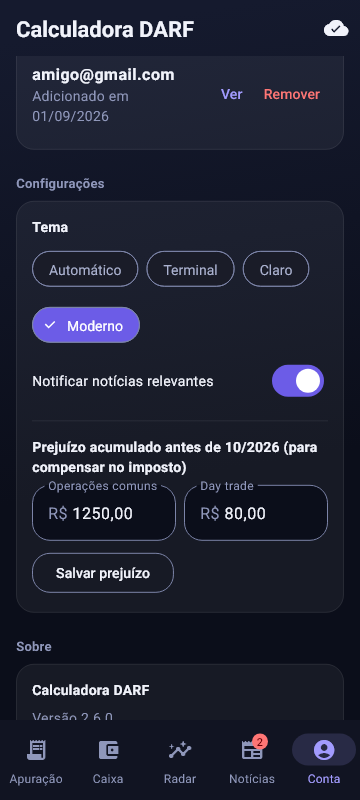 Calculadora DARF
amigo@gmail.com
Adicionado em
01/09/2026
Ver
Remover
Configurações
Tema
Automático
Terminal
Claro
Moderno
Notificar notícias relevantes
Prejuízo acumulado antes de 10/2026 (para
compensar no imposto)
Operações comuns
R$ 1250,00
Day trade
R$ 80,00
Salvar prejuízo
Sobre
Calculadora DARF
Versão 2.6.0
2
Apuração
Caixa
Radar
Notícias
Conta